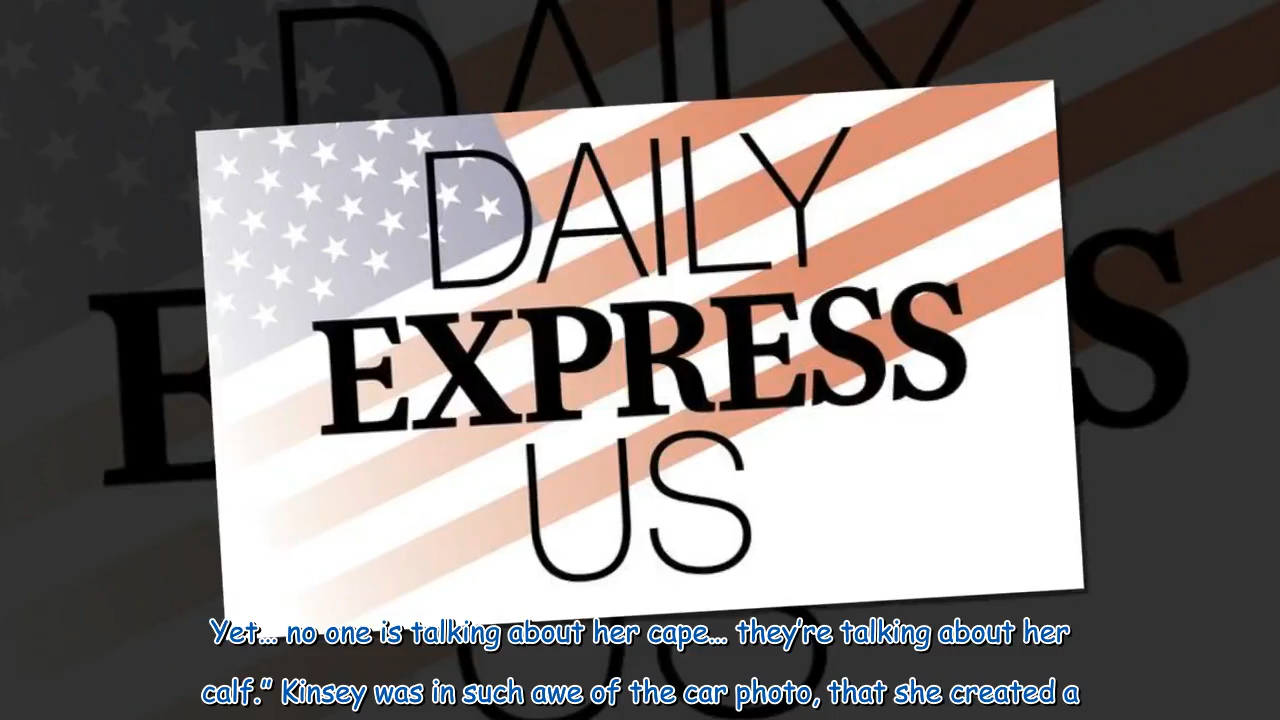 DAILY
EXPRESS
US
Yet... no one is talking about her cape... they're talking about her
calf.” Kinsey was in such awe of the car photo, that she created a